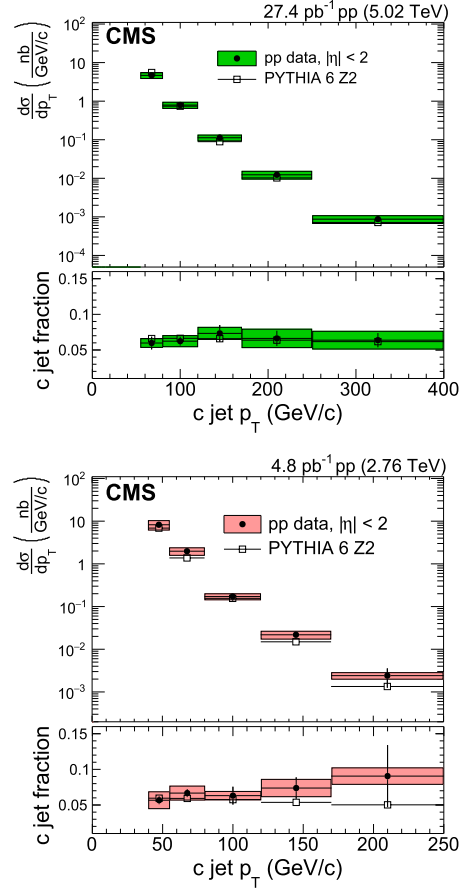 27.4 pb⁻¹ pp (5.02 TeV)
CMS
pp data, |η| < 2
PYTHIA 6 Z2
dσ/dp_T (nb/GeV/c)
10²
10
1
10⁻¹
10⁻²
10⁻³
10⁻⁴
c jet fraction
0.15
0.1
0.05
0 100 200 300 400
c jet p_T (GeV/c)
4.8 pb⁻¹ pp (2.76 TeV)
CMS
pp data, |η| < 2
PYTHIA 6 Z2
dσ/dp_T (nb/GeV/c)
10²
10
1
10⁻¹
10⁻²
10⁻³
c jet fraction
0.15
0.1
0.05
0 50 100 150 200 250
c jet p_T (GeV/c)